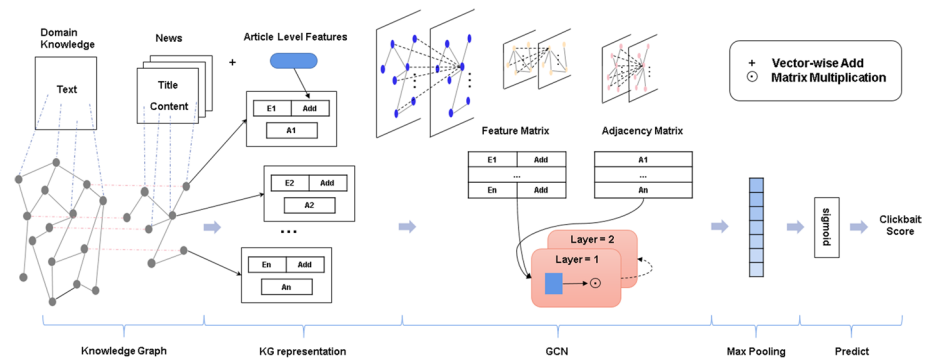 Domain
Knowledge
News
+
Article Level Features
Text
Title
Content
E1 Add
A1
E2 Add
A2
...
En Add
An
+ Vector-wise Add
⊙ Matrix Multiplication
Feature Matrix
Adjacency Matrix
E1 Add
...
En Add
A1
...
An
Layer = 2
Layer = 1
sigmoid
Clickbait
Score
Knowledge Graph
KG representation
GCN
Max Pooling
Predict